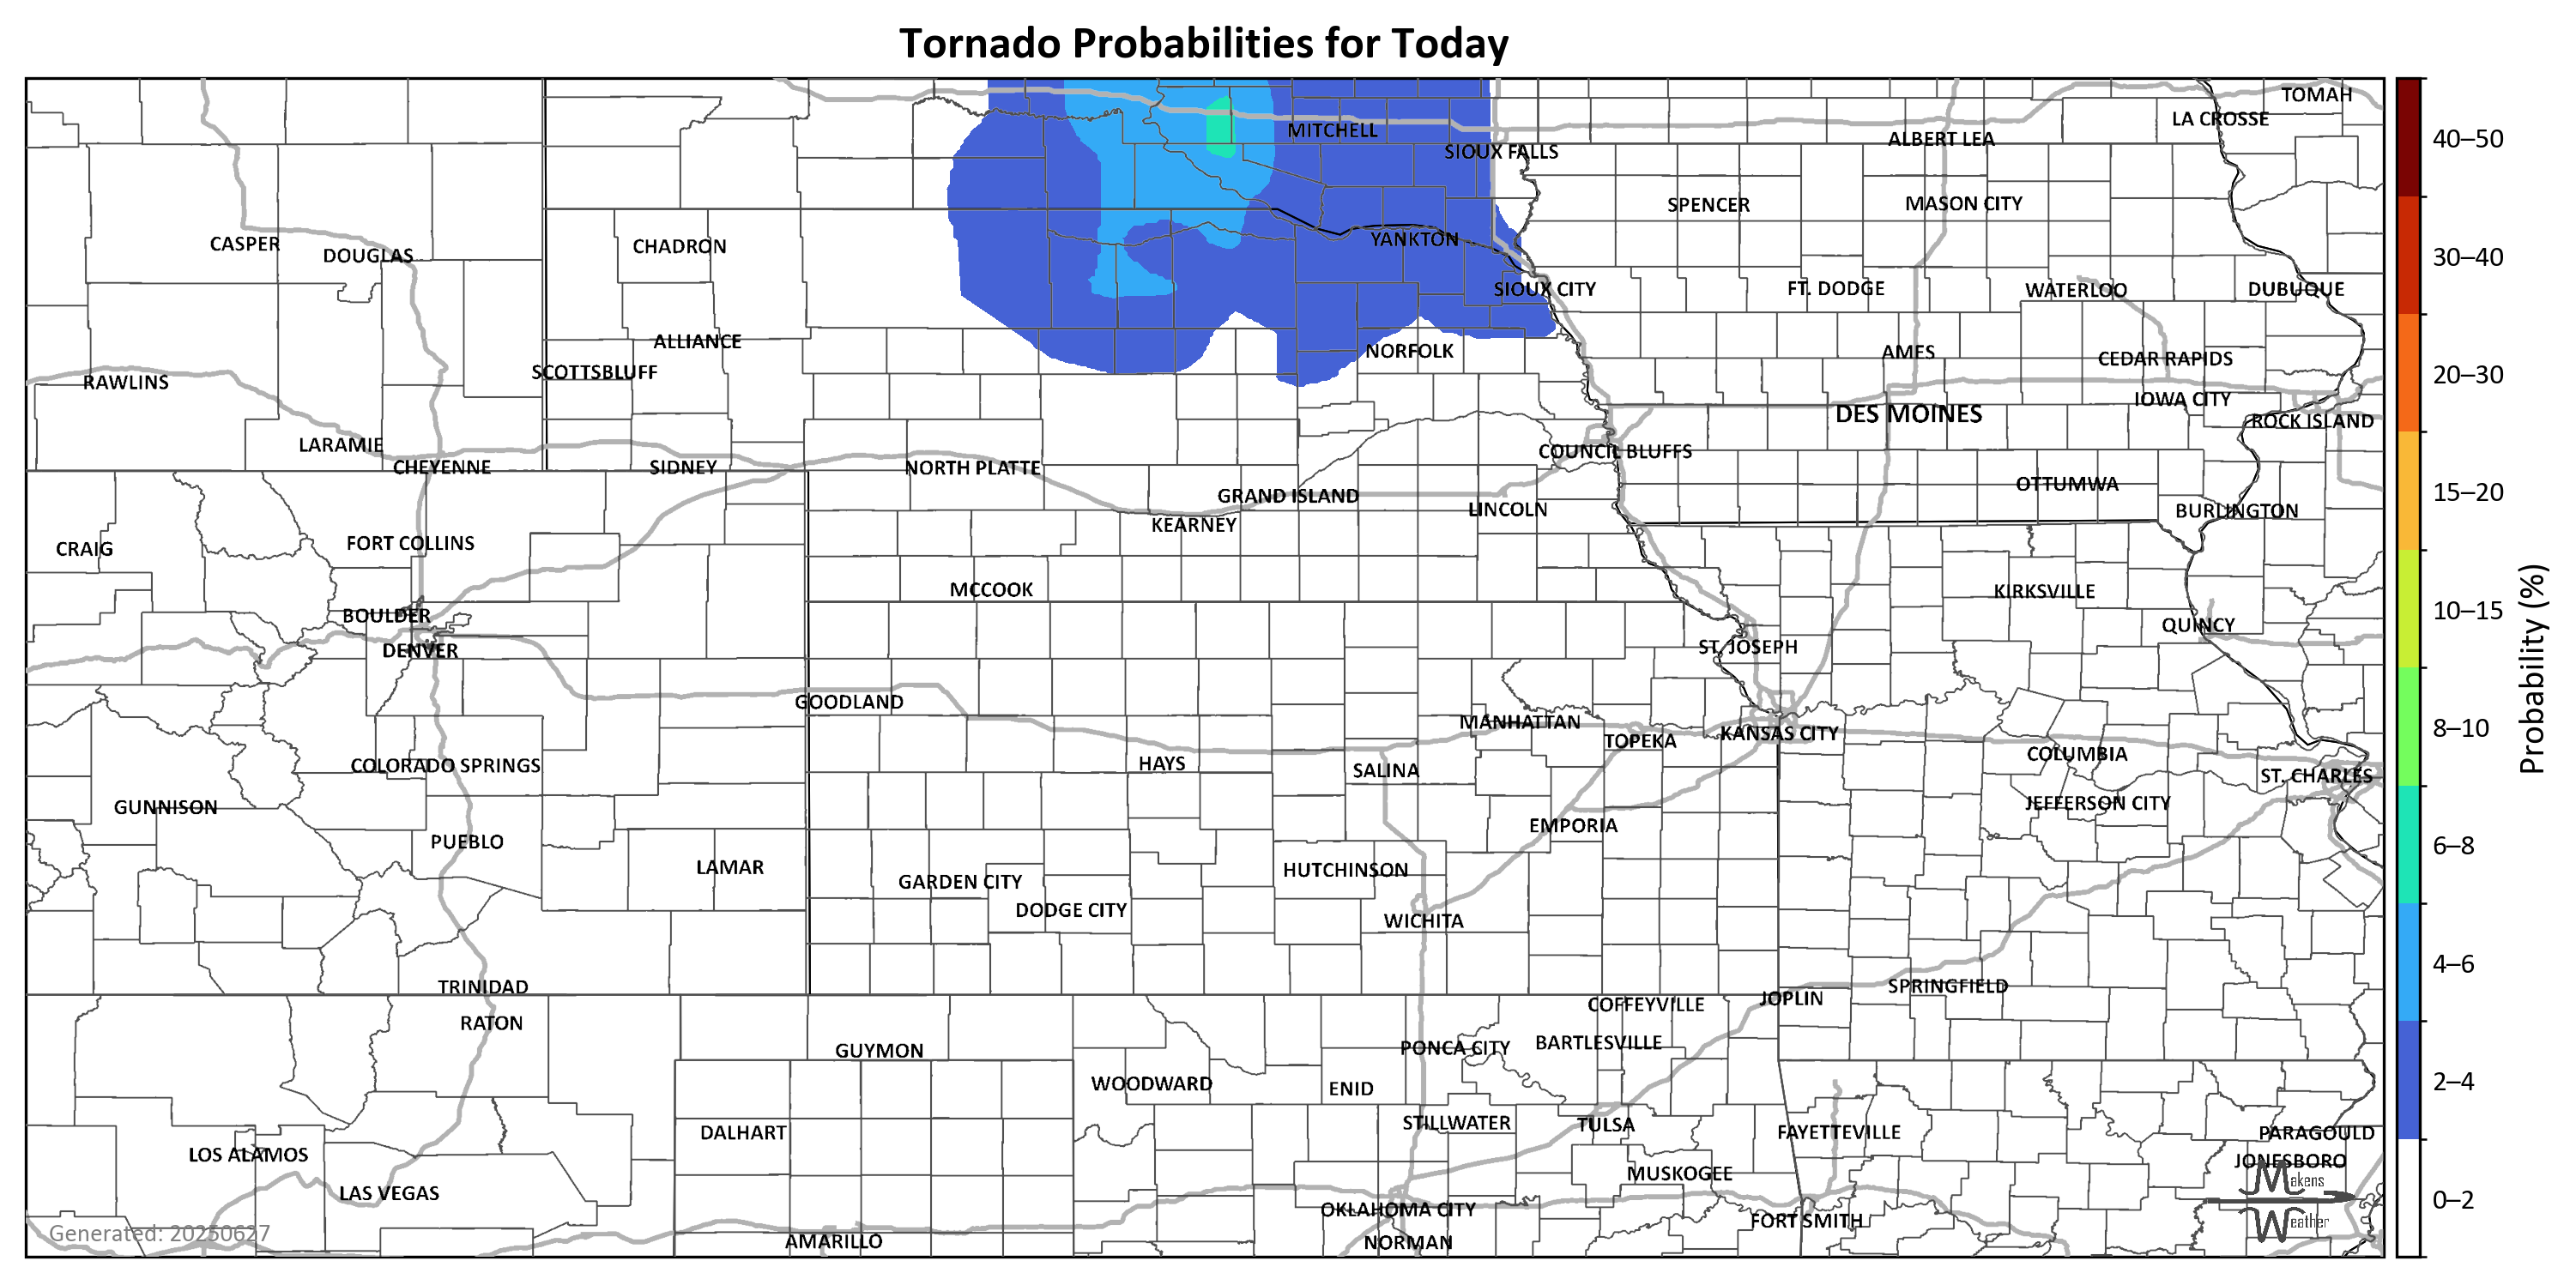 Tornado Probabilities for Today
TOMAH
LA CROSSE
MITCHELL
ALBERT LEA
SIOUX FALLS
SPENCER
MASON CITY
YANKTON
CASPER
CHADRON
DOUGLAS
SIOUX CITY
FT. DODGE
WATERLOO
DUBUQUE
ALLIANCE
NORFOLK
AMES
CEDAR RAPIDS
SCOTTSBLUFF
RAWLINS
IOWA CITY
DES MOINES
ROCK ISLAND
LARAMIE
COUNCIL BLUFFS
CHEYENNE
SIDNEY
NORTH PLATTE
OTTUMWA
GRAND ISLAND
LINCOLN
BURLINGTON
KEARNEY
CRAIG
FORT COLLINS
MCCOOK
KIRKSVILLE
BOULDER
QUINCY
DENVER
ST. JOSEPH
GOODLAND
MANHATTAN
TOPEKA
KANSAS CITY
COLUMBIA
COLORADO SPRINGS
HAYS
SALINA
ST. CHARLES
GUNNISON
JEFFERSON CITY
EMPORIA
PUEBLO
LAMAR
HUTCHINSON
GARDEN CITY
DODGE CITY
WICHITA
TRINIDAD
SPRINGFIELD
JOPLIN
COFFEYVILLE
RATON
GUYMON
PONCA CITY
BARTLESVILLE
WOODWARD
ENID
STILLWATER
TULSA
DALHART
FAYETTEVILLE
PARAGOULD
LOS ALAMOS
JONESBORO
MUSKOGEE
LAS VEGAS
OKLAHOMA CITY
FORT SMITH
AMARILLO
NORMAN
Generated: 20250627
Makens
Weather
40–50
30–40
20–30
15–20
10–15
8–10
6–8
4–6
2–4
0–2
Probability (%)